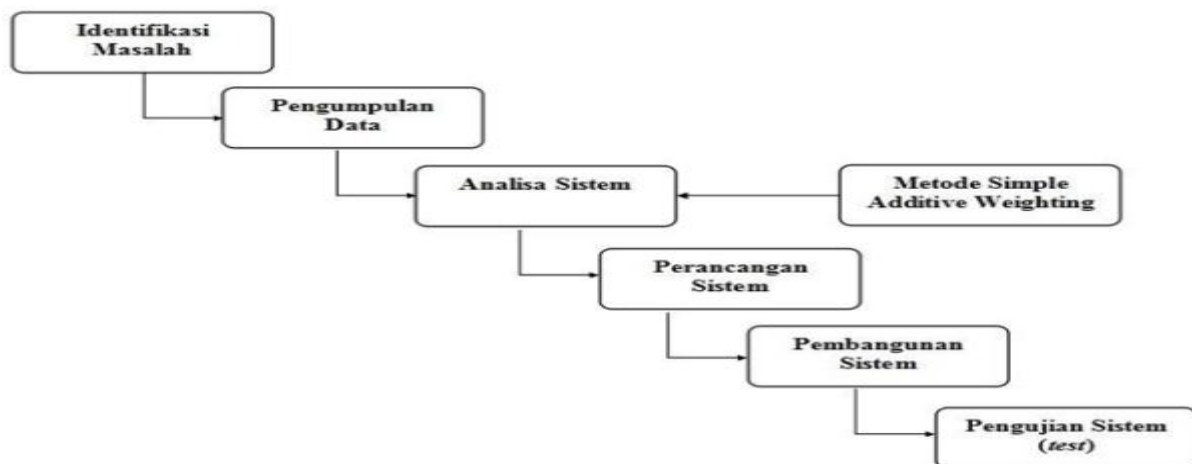 Identifikasi
Masalah
Pengumpulan
Data
Analisa Sistem
Metode Simple
Additive Weighting
Perancangan
Sistem
Pembangunan
Sistem
Pengujian Sistem
(test)